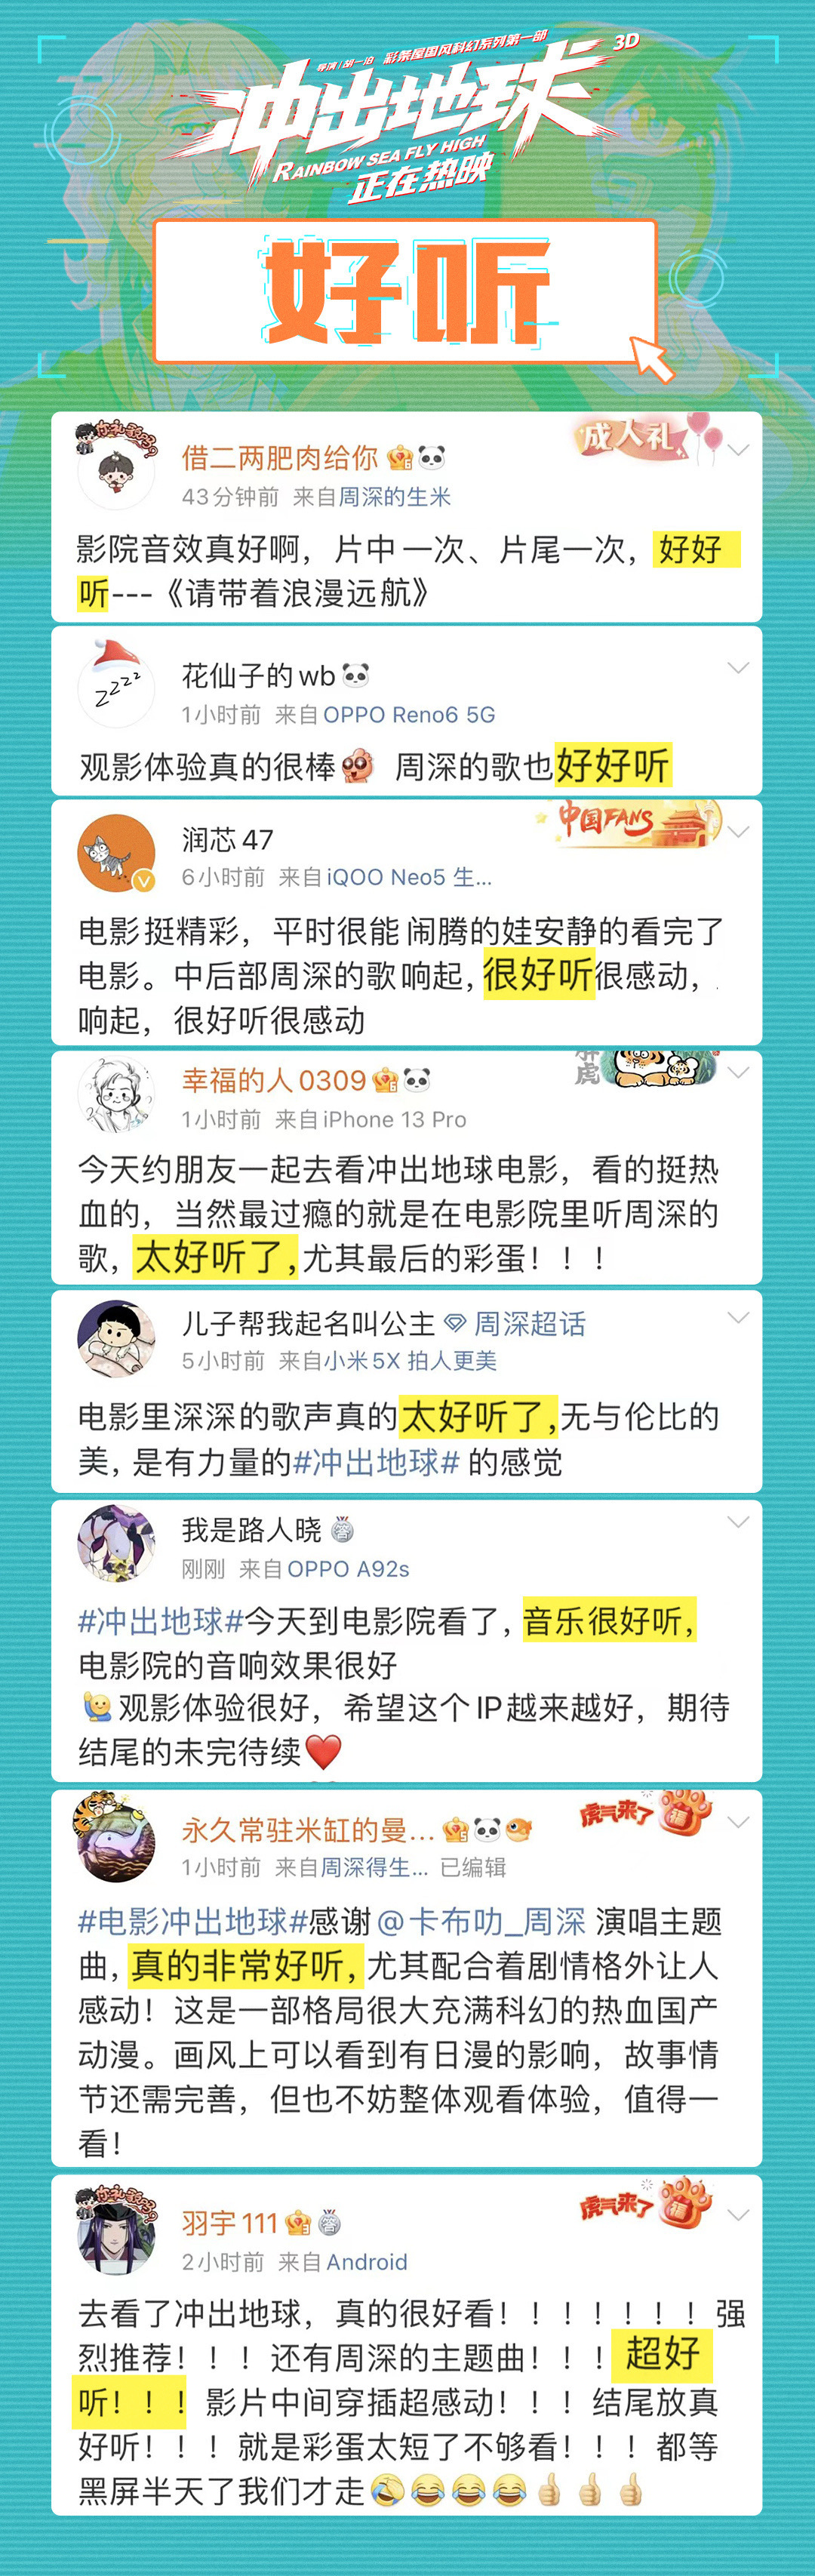 导演 / 胡一泊 彩条屋国风科幻系列第一部
3D
冲出地球
RAINBOW SEA FLY HIGH
正在热映
好听
成人礼
借二两肥肉给你
43分钟前 来自周深的生米
影院音效真好啊，片中一次、片尾一次，好好
听---《请带着浪漫远航》
zzzz
花仙子的wb
1小时前 来自OPPO Reno6 5G
观影体验真的很棒 周深的歌也好好听
中国FANS
润芯47
6小时前 来自iQOO Neo5 生...
电影挺精彩，平时很能闹腾的娃安静的看完了
电影。中后部周深的歌响起，很好听很感动，.
响起，很好听很感动
虎
幸福的人0309
1小时前 来自iPhone 13 Pro
今天约朋友一起去看冲出地球电影，看的挺热
血的，当然最过瘾的就是在电影院里听周深的
歌，太好听了，尤其最后的彩蛋！！！
儿子帮我起名叫公主 周深超话
5小时前 来自小米5X 拍人更美
电影里深深的歌声真的太好听了，无与伦比的
美，是有力量的#冲出地球# 的感觉
我是路人晓 答
刚刚 来自OPPO A92s
#冲出地球#今天到电影院看了，音乐很好听，
电影院的音响效果很好
观影体验很好，希望这个IP越来越好，期待
结尾的未完待续
虎气来了 福
永久常驻米缸的曼...
1小时前 来自周深得生... 已编辑
#电影冲出地球#感谢@卡布叻_周深 演唱主题
曲，真的非常好听，尤其配合着剧情格外让人
感动！这是一部格局很大充满科幻的热血国产
动漫。画风上可以看到有日漫的影响，故事情
节还需完善，但也不妨整体观看体验，值得一
看！
虎气来了 福
羽宇111 答
2小时前 来自Android
去看了冲出地球，真的很好看！！！！！！！强
烈推荐！！！还有周深的主题曲！！！超好
听！！！影片中间穿插超感动！！！结尾放真
好听！！！就是彩蛋太短了不够看！！！都等
黑屏半天了我们才走